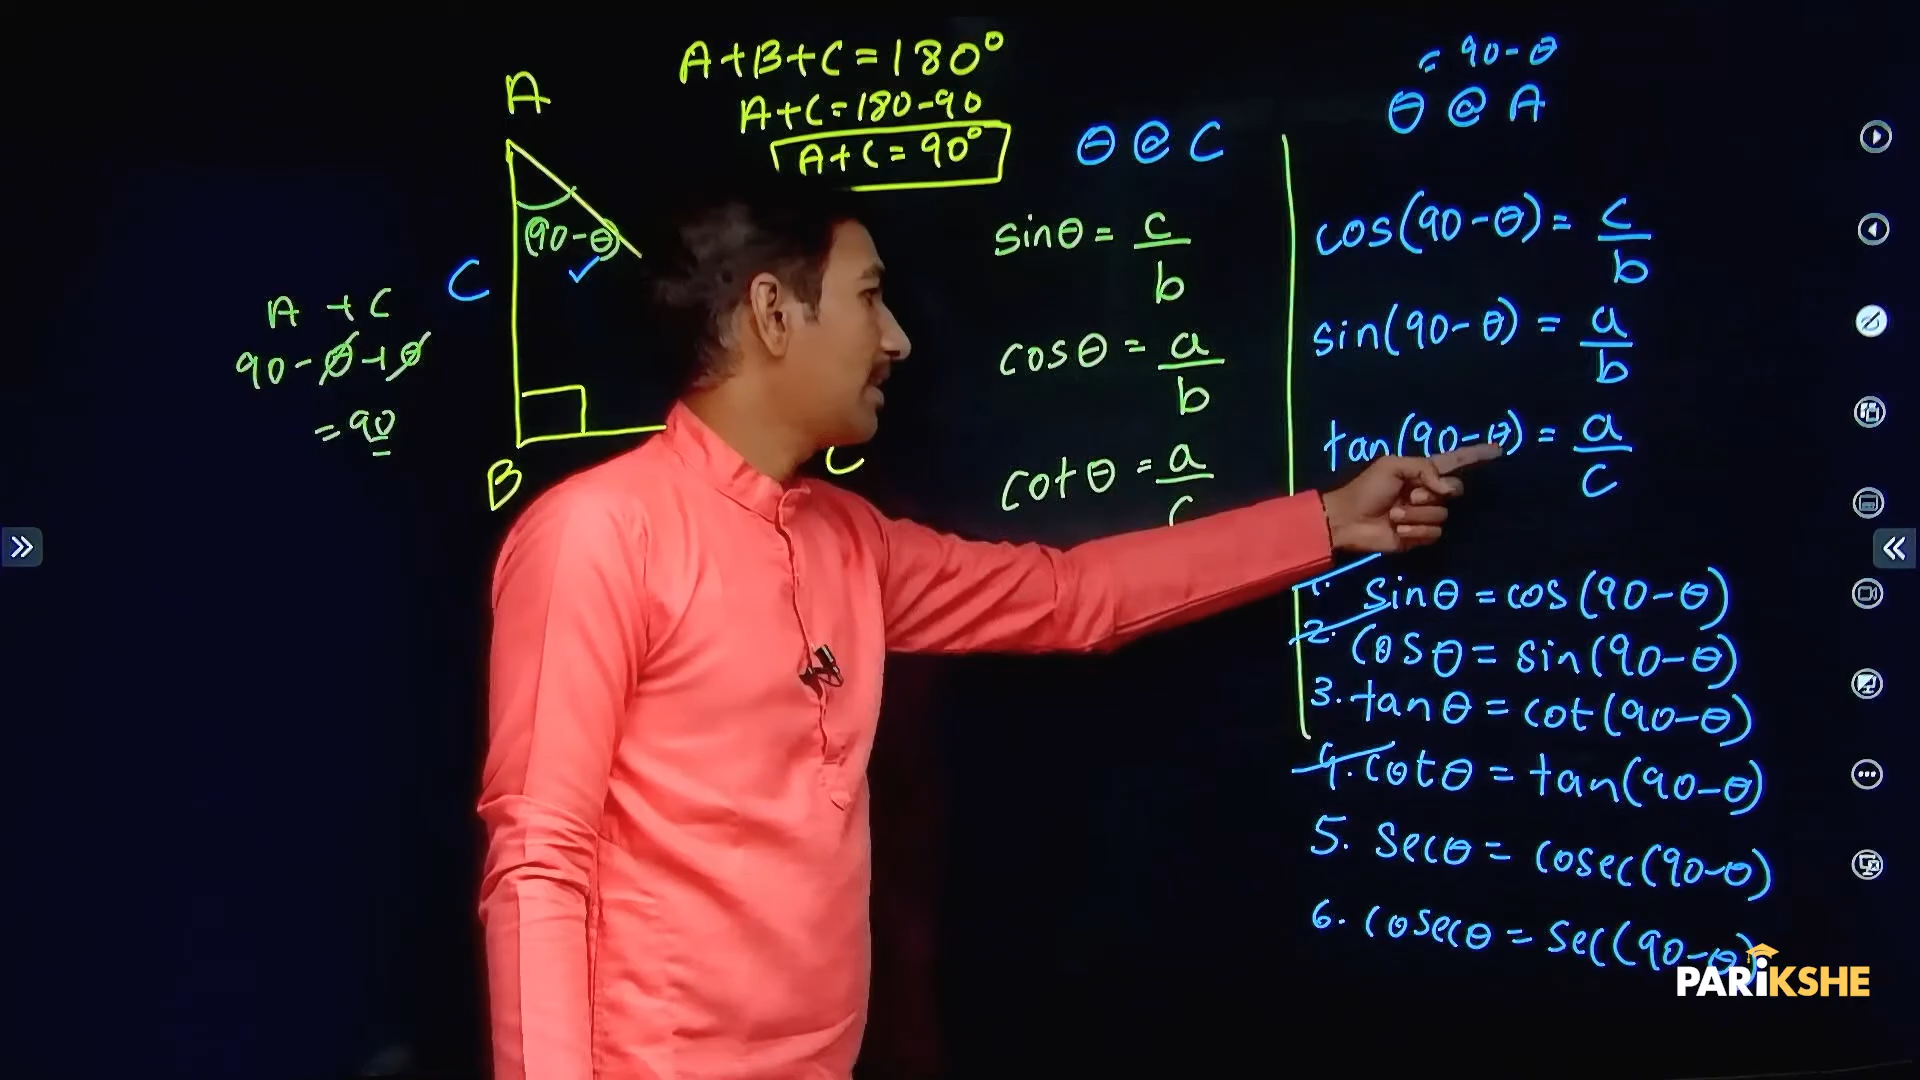 A+B+C=180°
A+C=180-90
A+C=90°
A
(90-θ)
C
B
C
A + C
90-θ+θ
=90
θ @ C
sinθ = c/b
cosθ = a/b
cotθ = a/c
= 90-θ
θ @ A
cos(90-θ) = c/b
sin(90-θ) = a/b
tan(90-θ) = a/c
1. sinθ = cos(90-θ)
2. cosθ = sin(90-θ)
3. tanθ = cot(90-θ)
4. cotθ = tan(90-θ)
5. secθ = cosec(90-θ)
6. cosecθ = sec(90-θ)
PARiKSHE